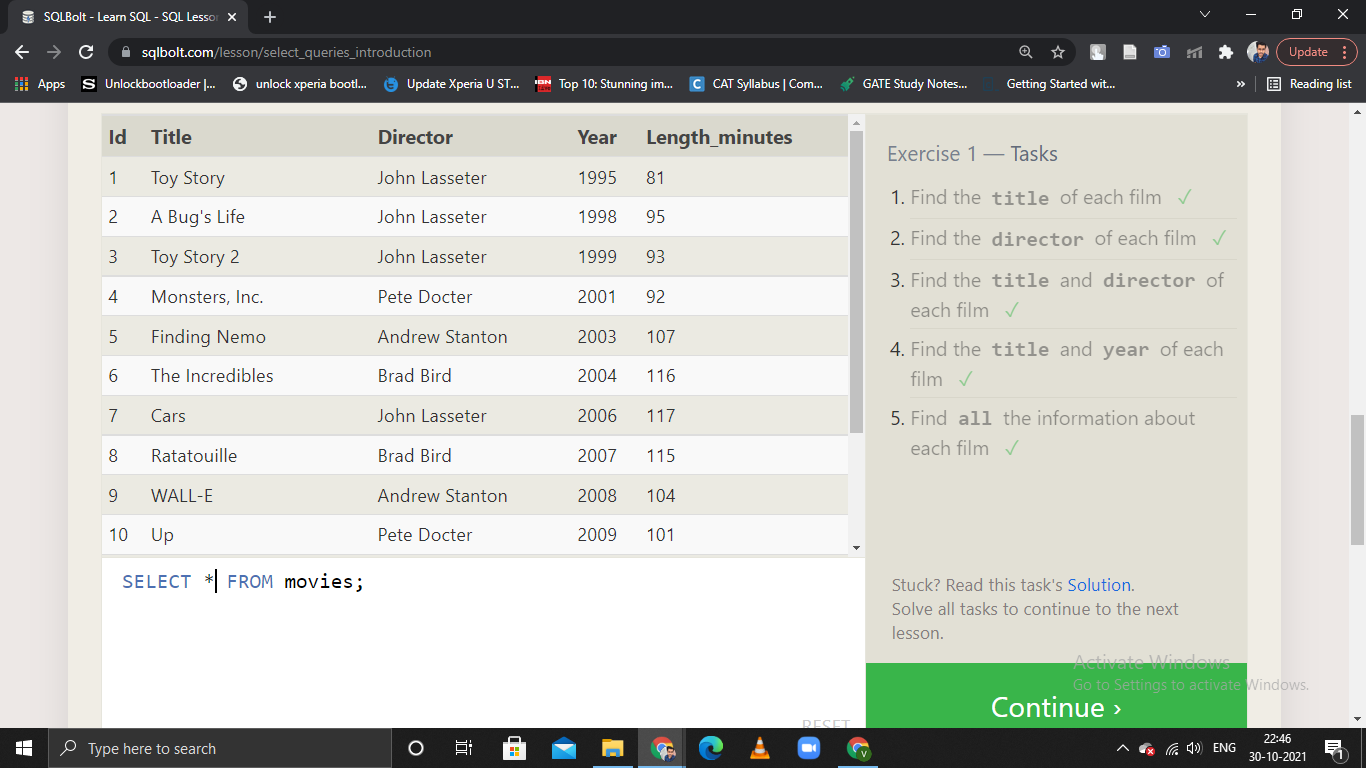 SQLBolt - Learn SQL - SQL Lesson
sqlbolt.com/lesson/select_queries_introduction
Update
Apps
Unlockbootloader |...
unlock xperia bootl...
Update Xperia U ST...
Top 10: Stunning im...
CAT Syllabus | Com...
GATE Study Notes...
Getting Started wit...
»
Reading list
Id Title Director Year Length_minutes
1 Toy Story John Lasseter 1995 81
2 A Bug's Life John Lasseter 1998 95
3 Toy Story 2 John Lasseter 1999 93
4 Monsters, Inc. Pete Docter 2001 92
5 Finding Nemo Andrew Stanton 2003 107
6 The Incredibles Brad Bird 2004 116
7 Cars John Lasseter 2006 117
8 Ratatouille Brad Bird 2007 115
9 WALL-E Andrew Stanton 2008 104
10 Up Pete Docter 2009 101
SELECT * FROM movies;
RESET
Exercise 1 — Tasks
1. Find the title of each film ✓
2. Find the director of each film ✓
3. Find the title and director of
each film ✓
4. Find the title and year of each
film ✓
5. Find all the information about
each film ✓
Stuck? Read this task's Solution.
Solve all tasks to continue to the next
lesson.
Activate Windows
Go to Settings to activate Windows.
Continue ›
Type here to search
ENG
22:46
30-10-2021
1